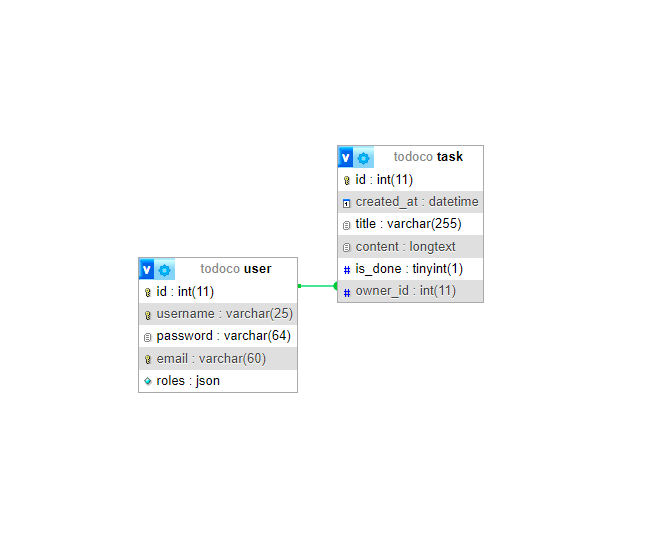 v todoco task
id : int(11)
created_at : datetime
title : varchar(255)
content : longtext
# is_done : tinyint(1)
# owner_id : int(11)
v todoco user
id : int(11)
username : varchar(25)
password : varchar(64)
email : varchar(60)
roles : json